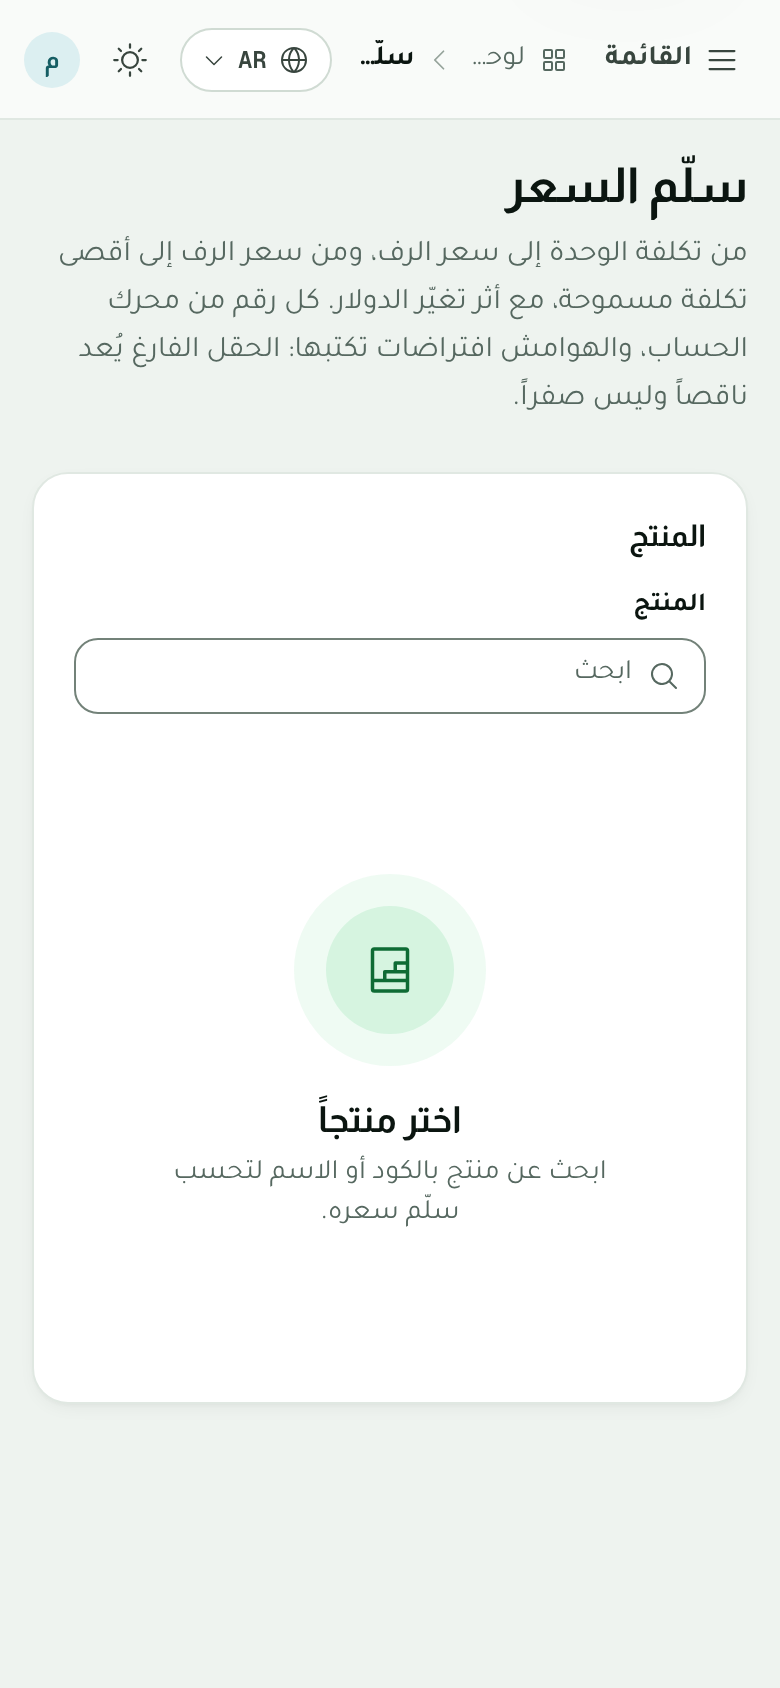 القائمة
لوحـ...
سلّـ...
AR
م
سلّم السعر
من تكلفة الوحدة إلى سعر الرف، ومن سعر الرف إلى أقصى
تكلفة مسموحة، مع أثر تغيّر الدولار. كل رقم من محرك
الحساب، والهوامش افتراضات تكتبها: الحقل الفارغ يُعد
ناقصاً وليس صفراً.
المنتج
المنتج
ابحث
اختر منتجاً
ابحث عن منتج بالكود أو الاسم لتحسب
سلّم سعره.